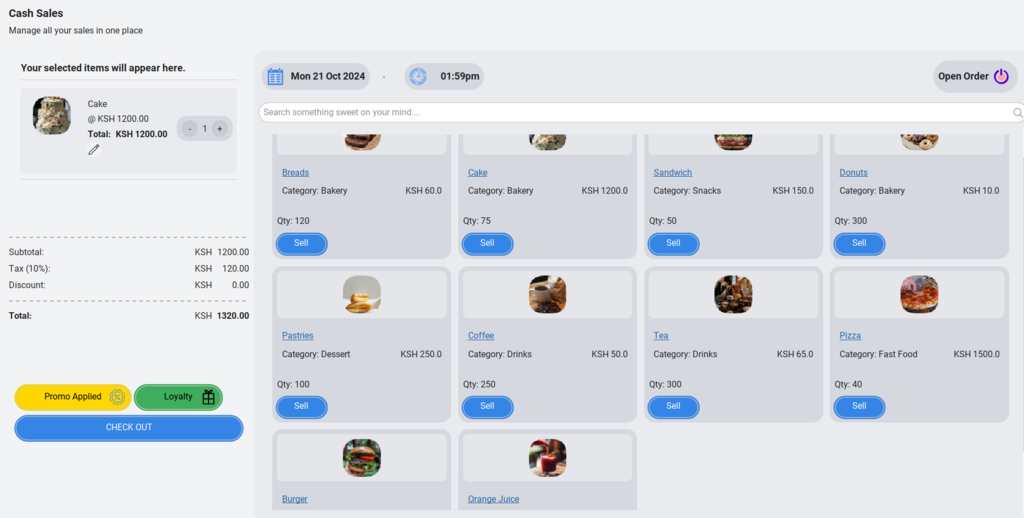 Cash Sales
Manage all your sales in one place
Your selected items will appear here.
Cake
@ KSH 1200.00
Total: KSH 1200.00
- 1 +
Subtotal: KSH 1200.00
Tax (10%): KSH 120.00
Discount: KSH 0.00
Total: KSH 1320.00
Promo Applied
Loyalty
CHECK OUT
Mon 21 Oct 2024
-
01:59pm
Open Order
Search something sweet on your mind....
Breads
Category: Bakery KSH 60.0
Qty: 120
Sell
Cake
Category: Bakery KSH 1200.0
Qty: 75
Sell
Sandwich
Category: Snacks KSH 150.0
Qty: 50
Sell
Donuts
Category: Bakery KSH 10.0
Qty: 300
Sell
Pastries
Category: Dessert KSH 250.0
Qty: 100
Sell
Coffee
Category: Drinks KSH 50.0
Qty: 250
Sell
Tea
Category: Drinks KSH 65.0
Qty: 300
Sell
Pizza
Category: Fast Food KSH 1500.0
Qty: 40
Sell
Burger
Orange Juice